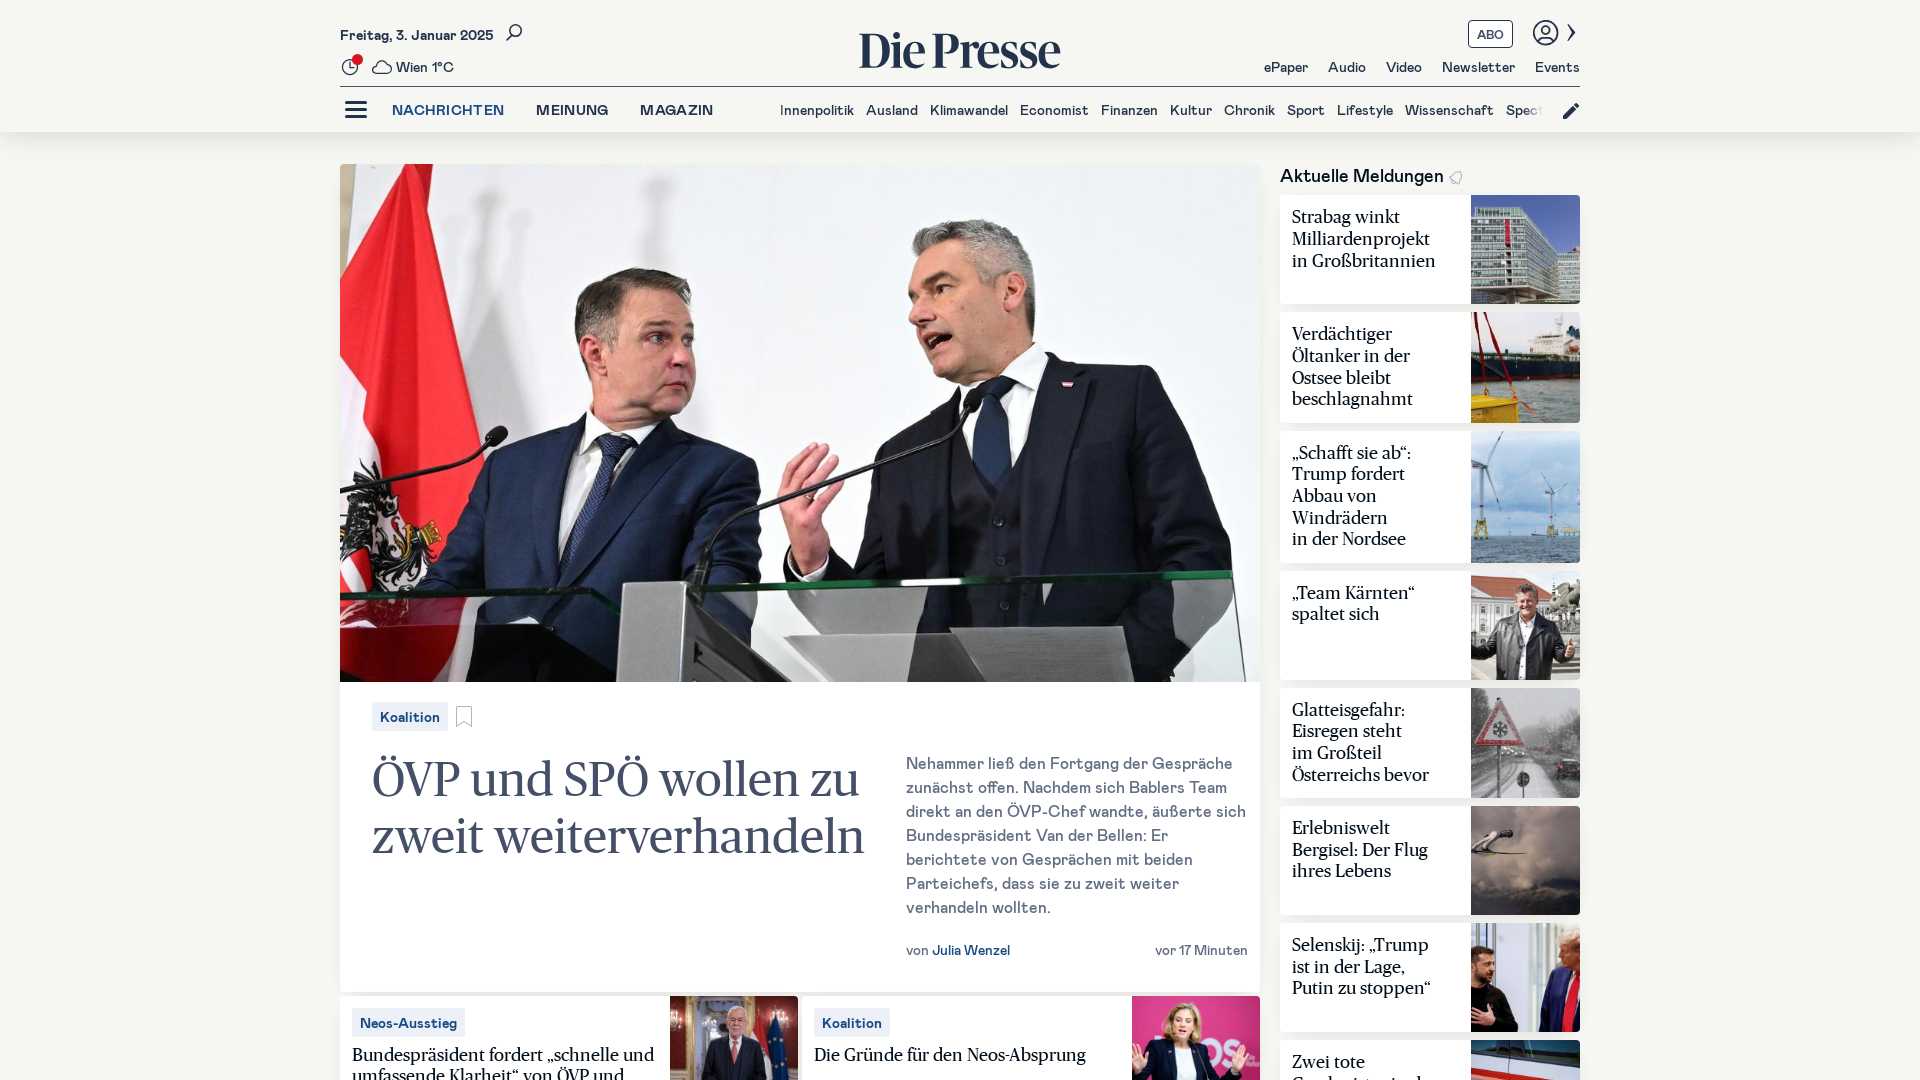 Freitag, 3. Januar 2025
Wien 1°C
Die Presse
ABO
ePaper Audio Video Newsletter Events
NACHRICHTEN MEINUNG MAGAZIN
Innenpolitik Ausland Klimawandel Economist Finanzen Kultur Chronik Sport Lifestyle Wissenschaft Spect
Koalition
ÖVP und SPÖ wollen zu
zweit weiterverhandeln
Nehammer ließ den Fortgang der Gespräche
zunächst offen. Nachdem sich Bablers Team
direkt an den ÖVP-Chef wandte, äußerte sich
Bundespräsident Van der Bellen: Er
berichtete von Gesprächen mit beiden
Parteichefs, dass sie zu zweit weiter
verhandeln wollten.
von Julia Wenzel
vor 17 Minuten
Neos-Ausstieg
Bundespräsident fordert „schnelle und
umfassende Klarheit“ von ÖVP und
Koalition
Die Gründe für den Neos-Absprung
Aktuelle Meldungen
Strabag winkt
Milliardenprojekt
in Großbritannien
Verdächtiger
Öltanker in der
Ostsee bleibt
beschlagnahmt
„Schafft sie ab“:
Trump fordert
Abbau von
Windrädern
in der Nordsee
„Team Kärnten“
spaltet sich
Glatteisgefahr:
Eisregen steht
im Großteil
Österreichs bevor
Erlebniswelt
Bergisel: Der Flug
ihres Lebens
Selenskij: „Trump
ist in der Lage,
Putin zu stoppen“
Zwei tote